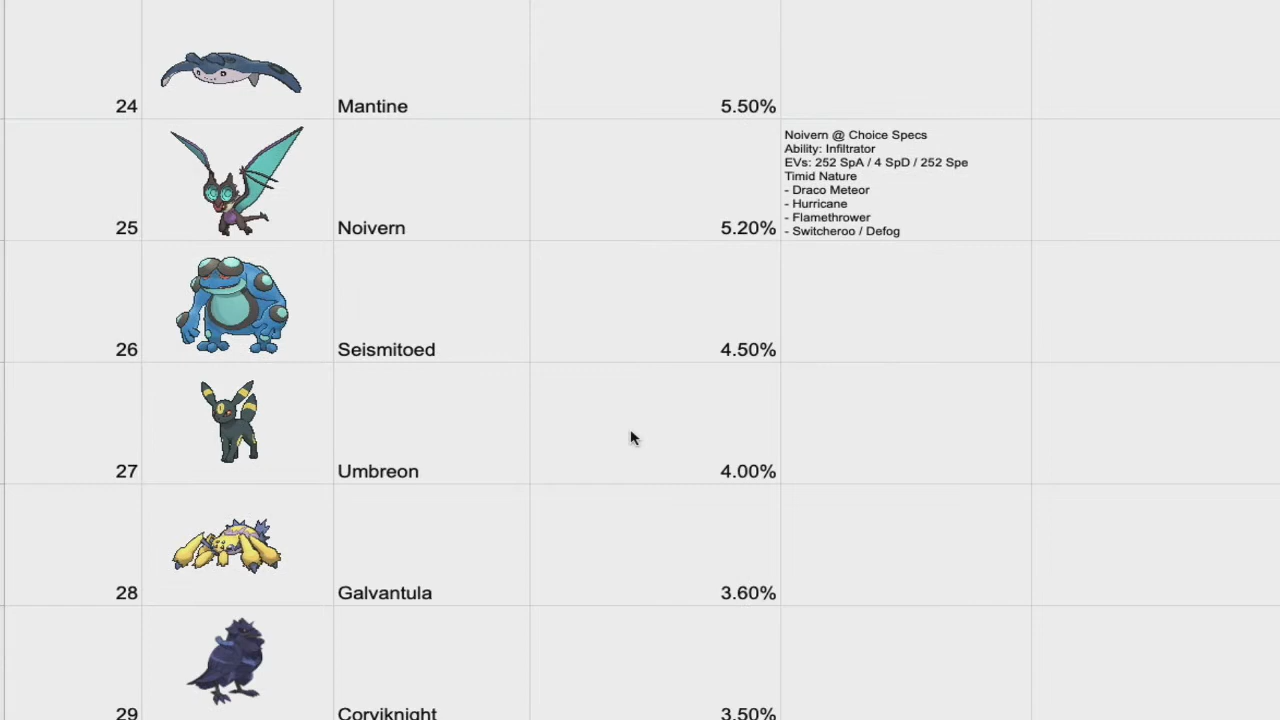 24 Mantine 5.50%
Noivern @ Choice Specs
Ability: Infiltrator
EVs: 252 SpA / 4 SpD / 252 Spe
Timid Nature
- Draco Meteor
- Hurricane
- Flamethrower
- Switcheroo / Defog
25 Noivern 5.20%
26 Seismitoed 4.50%
27 Umbreon 4.00%
28 Galvantula 3.60%
29 Corviknight 3.50%